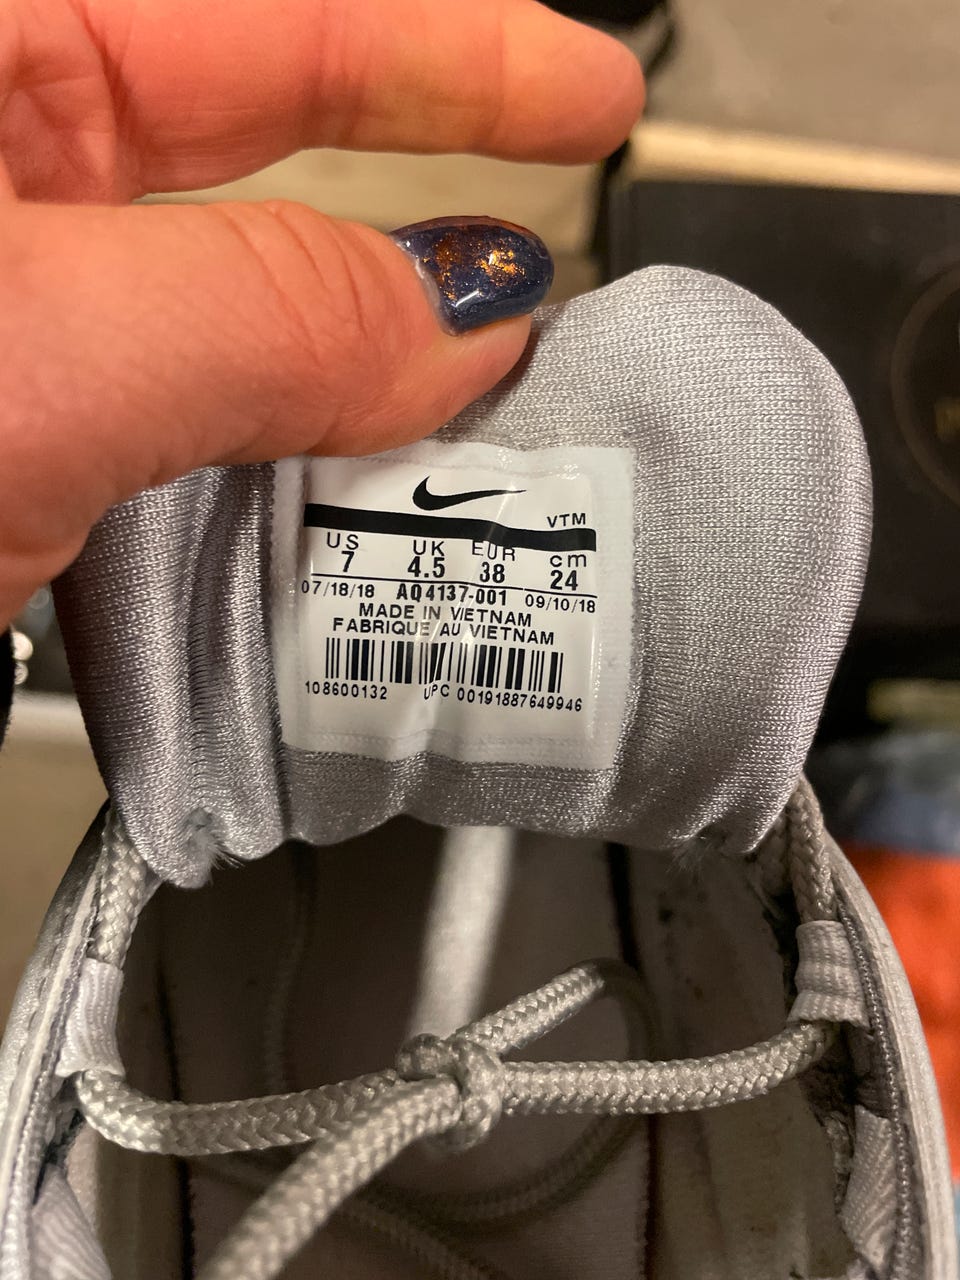 VTM
US UK EUR cm
7 4.5 38 24
07/18/18 AQ4137-001 09/10/18
MADE IN VIETNAM
FABRIQUE AU VIETNAM
108600132 UPC 00191887649946